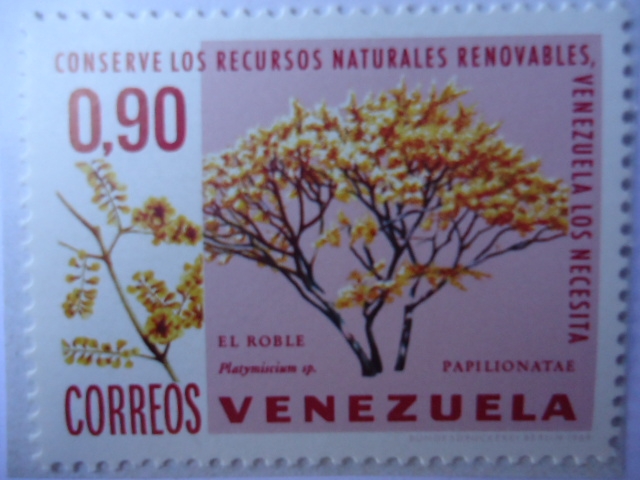 CONSERVE LOS RECURSOS NATURALES RENOVABLES,
VENEZUELA LOS NECESITA
0,90
EL ROBLE
Platymiscium sp.
PAPILIONATAE
CORREOS
VENEZUELA